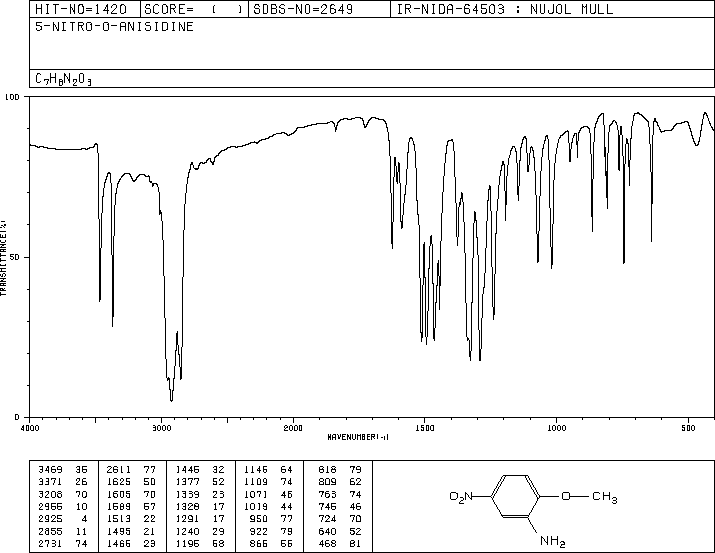 HIT-NO=1420 SCORE= ( ) SDBS-NO=2649 IR-NIDA-64503 : NUJOL MULL
5-NITRO-O-ANISIDINE
C7H8N2O3
100
50
0
TRANSMITTANCE(%)
4000 3000 2000 1500 1000 500
WAVENUMBER(-1)
3469 35 2611 77 1445 32 1145 64 818 79
3371 26 1625 50 1377 52 1109 74 809 62
3208 70 1605 70 1339 23 1071 46 763 74
2955 10 1589 57 1328 17 1019 44 745 46
2925 4 1513 22 1291 17 950 77 724 70
2855 11 1495 21 1240 29 922 79 640 52
2731 74 1465 23 1195 58 865 55 468 81
O2N
O
CH3
NH2